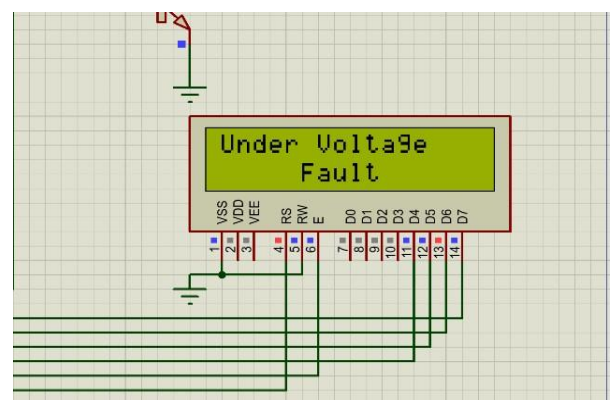 Under Voltage
Fault
VSS
VDD
VEE
RS
RW
E
D0
D1
D2
D3
D4
D5
D6
D7
1
2
3
4
5
6
7
8
9
10
11
12
13
14